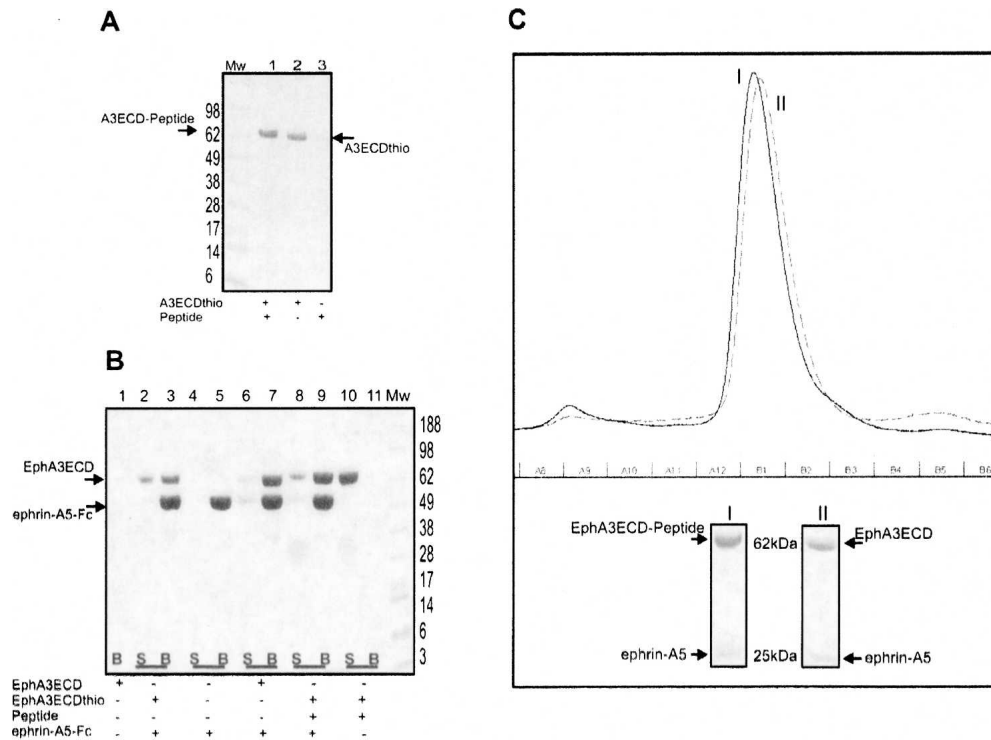 A
Mw 1 2 3
A3ECD-Peptide
98
62
49
38
28
17
14
6
A3ECDthio
A3ECDthio + + -
Peptide + - +
B
1 2 3 4 5 6 7 8 9 10 11 Mw
EphA3ECD
ephrin-A5-Fc
188
98
62
49
38
28
17
14
6
3
B S B S B S B S B S B
EphA3ECD + - - + - -
EphA3ECDthio - + - - + +
Peptide - - - - + +
ephrin-A5-Fc - + + + + -
C
I
II
A8 A9 A10 A11 A12 B1 B2 B3 B4 B5 B6
I II
EphA3ECD-Peptide 62kDa EphA3ECD
ephrin-A5 25kDa ephrin-A5